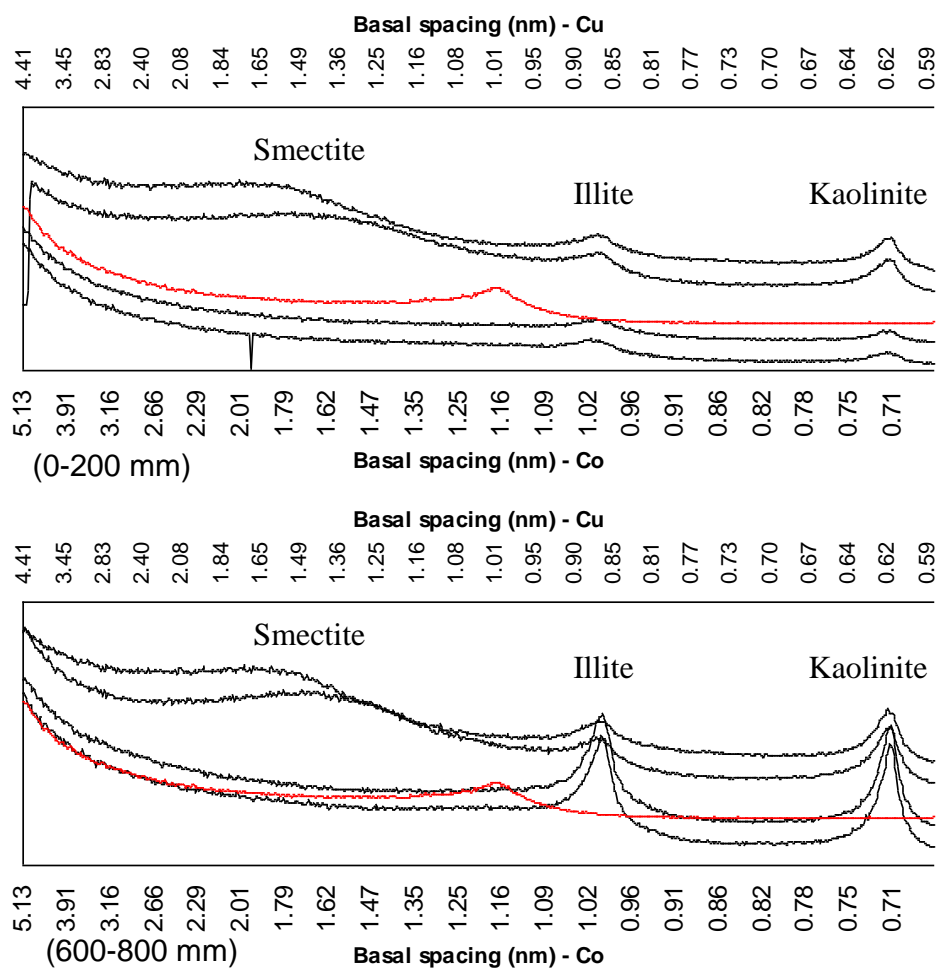 Basal spacing (nm) - Cu
4.41 3.45 2.83 2.40 2.08 1.84 1.65 1.49 1.36 1.25 1.16 1.08 1.01 0.95 0.90 0.85 0.81 0.77 0.73 0.70 0.67 0.64 0.62 0.59
Smectite
Illite Kaolinite
5.13 3.91 3.16 2.66 2.29 2.01 1.79 1.62 1.47 1.35 1.25 1.16 1.09 1.02 0.96 0.91 0.86 0.82 0.78 0.75 0.71
(0-200 mm) Basal spacing (nm) - Co
Basal spacing (nm) - Cu
4.41 3.45 2.83 2.40 2.08 1.84 1.65 1.49 1.36 1.25 1.16 1.08 1.01 0.95 0.90 0.85 0.81 0.77 0.73 0.70 0.67 0.64 0.62 0.59
Smectite Illite Kaolinite
5.13 3.91 3.16 2.66 2.29 2.01 1.79 1.62 1.47 1.35 1.25 1.16 1.09 1.02 0.96 0.91 0.86 0.82 0.78 0.75 0.71
(600-800 mm) Basal spacing (nm) - Co